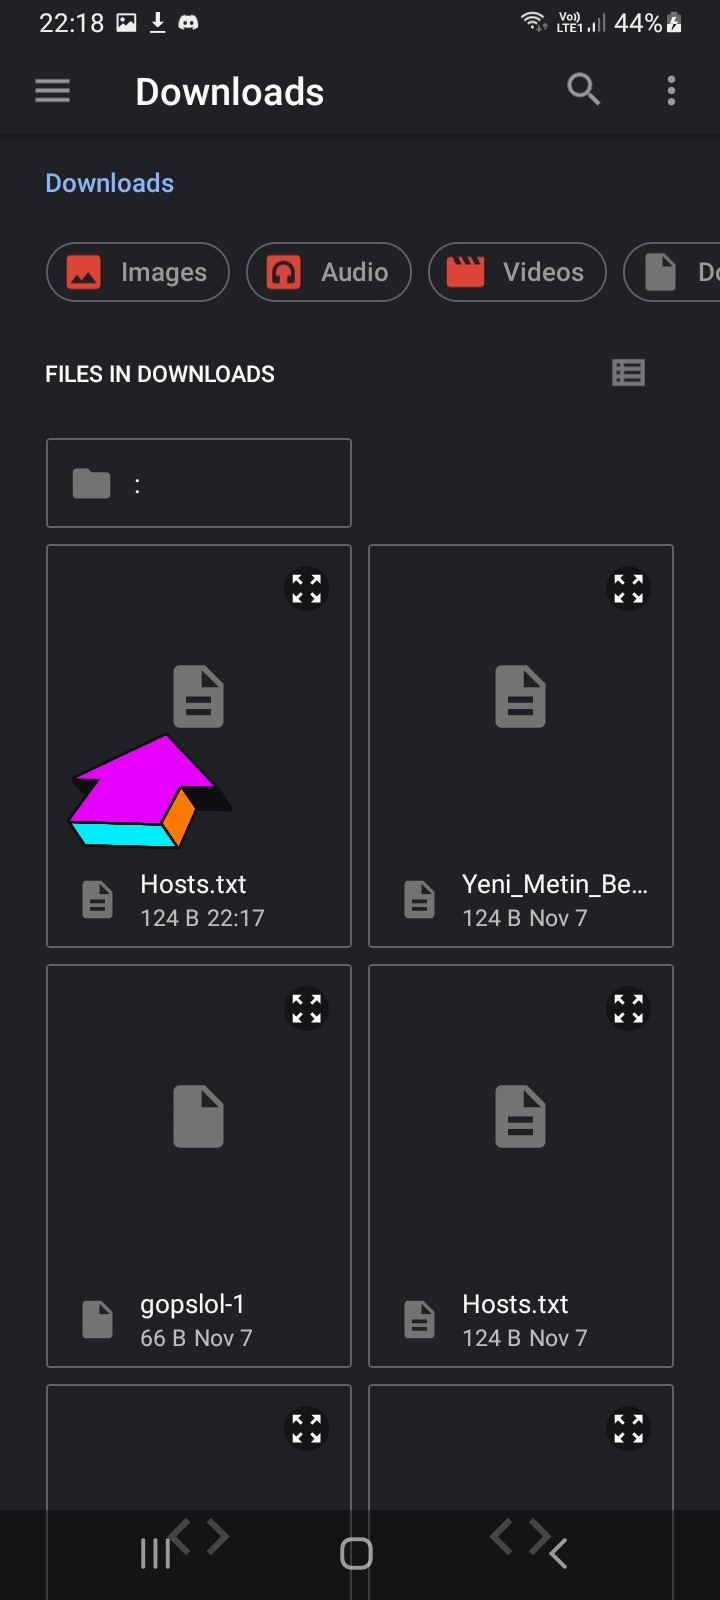 22:18 Vo)) LTE1 44%
Downloads
Downloads
Images Audio Videos Do
FILES IN DOWNLOADS
:
Hosts.txt
124 B 22:17
Yeni_Metin_Be...
124 B Nov 7
gopslol-1
66 B Nov 7
Hosts.txt
124 B Nov 7